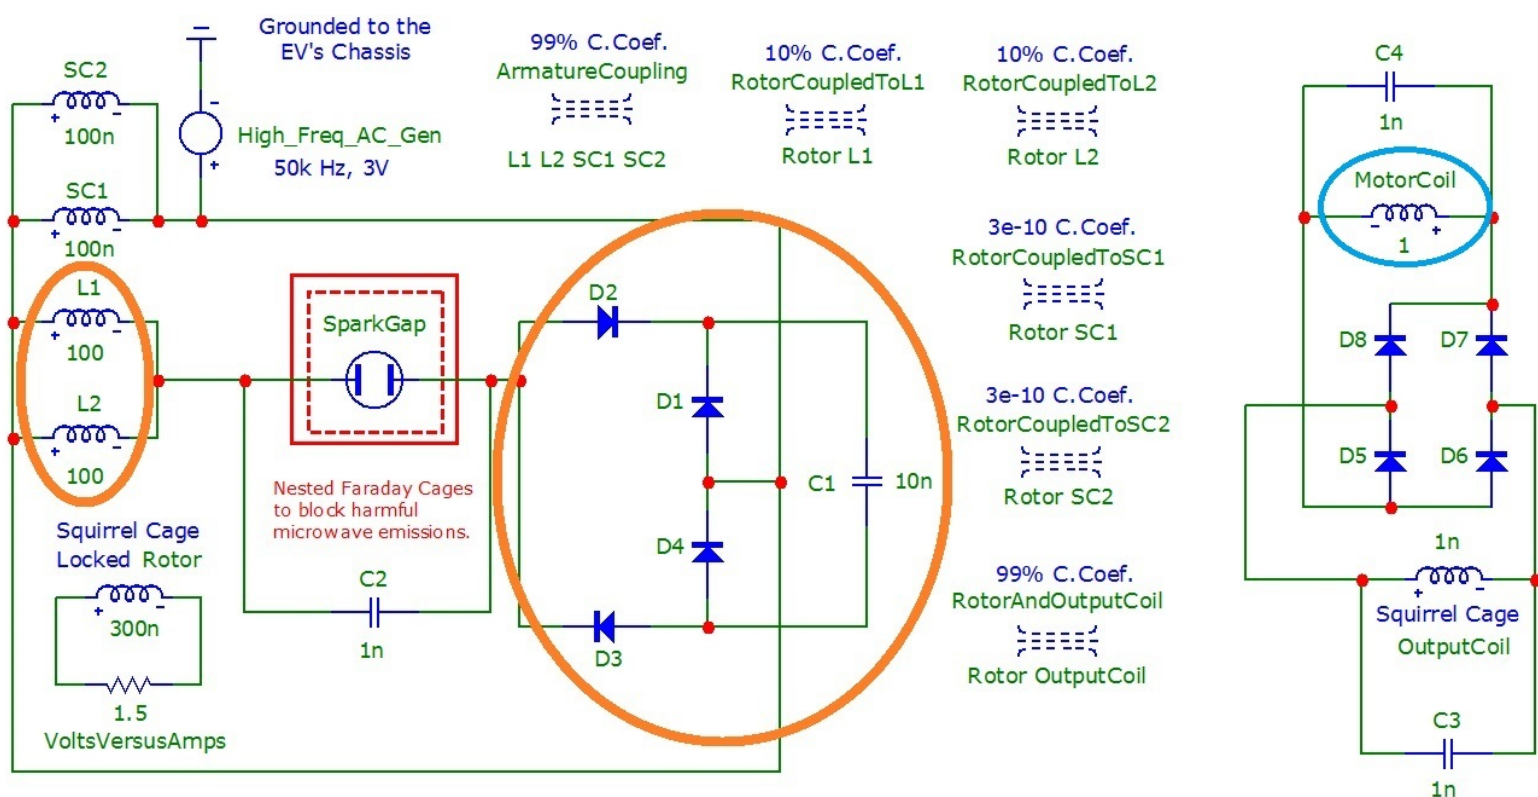 Grounded to the
EV's Chassis
SC2
100n
High_Freq_AC_Gen
50k Hz, 3V
SC1
100n
L1
100
L2
100
Squirrel Cage
Locked Rotor
300n
1.5
VoltsVersusAmps
SparkGap
Nested Faraday Cages
to block harmful
microwave emissions.
C2
1n
D2
D1
D4
D3
C1
10n
99% C.Coef.
ArmatureCoupling
L1 L2 SC1 SC2
10% C.Coef.
RotorCoupledToL1
Rotor L1
10% C.Coef.
RotorCoupledToL2
Rotor L2
3e-10 C.Coef.
RotorCoupledToSC1
Rotor SC1
3e-10 C.Coef.
RotorCoupledToSC2
Rotor SC2
99% C.Coef.
RotorAndOutputCoil
Rotor OutputCoil
C4
1n
MotorCoil
1
D8
D7
D5
D6
1n
Squirrel Cage
OutputCoil
C3
1n